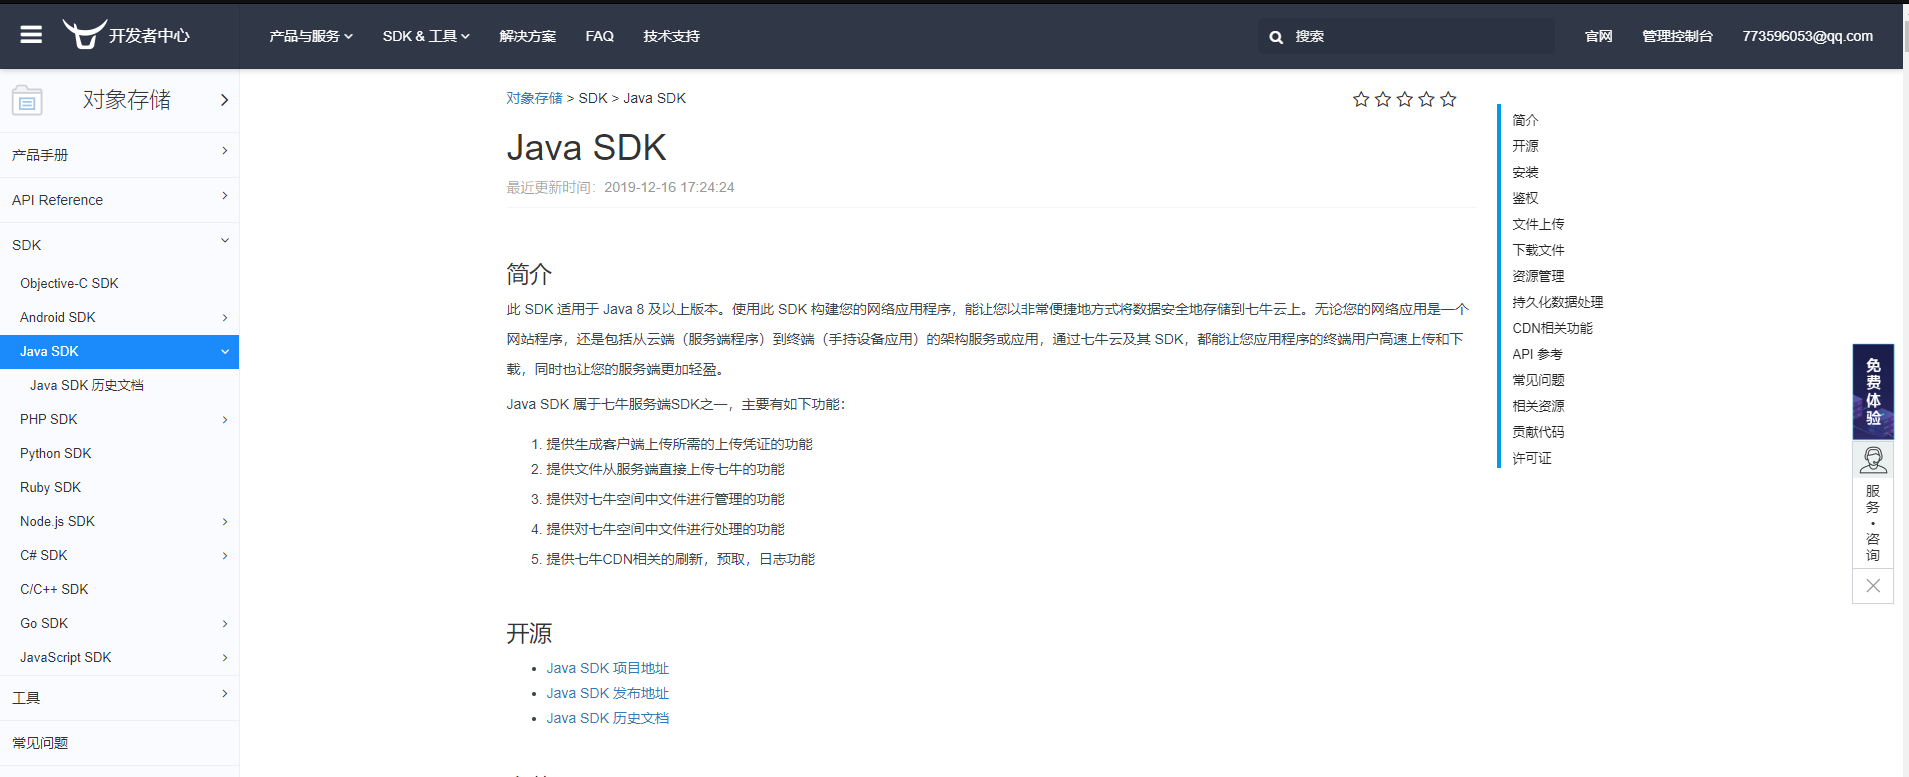 开发者中心
产品与服务
SDK & 工具
解决方案
FAQ
技术支持
搜索
官网
管理控制台
773596053@qq.com
对象存储
产品手册
API Reference
SDK
Objective-C SDK
Android SDK
Java SDK
Java SDK 历史文档
PHP SDK
Python SDK
Ruby SDK
Node.js SDK
C# SDK
C/C++ SDK
Go SDK
JavaScript SDK
工具
常见问题
对象存储 > SDK > Java SDK
Java SDK
最近更新时间：2019-12-16 17:24:24
简介
此 SDK 适用于 Java 8 及以上版本。使用此 SDK 构建您的网络应用程序，能让您以非常便捷地方式将数据安全地存储到七牛云上。无论您的网络应用是一个
网站程序，还是包括从云端（服务端程序）到终端（手持设备应用）的架构服务或应用，通过七牛云及其 SDK，都能让您应用程序的终端用户高速上传和下
载，同时也让您的服务端更加轻盈。
Java SDK 属于七牛服务端SDK之一，主要有如下功能：
1. 提供生成客户端上传所需的上传凭证的功能
2. 提供文件从服务端直接上传七牛的功能
3. 提供对七牛空间中文件进行管理的功能
4. 提供对七牛空间中文件进行处理的功能
5. 提供七牛CDN相关的刷新，预取，日志功能
开源
• Java SDK 项目地址
• Java SDK 发布地址
• Java SDK 历史文档
简介
开源
安装
鉴权
文件上传
下载文件
资源管理
持久化数据处理
CDN相关功能
API 参考
常见问题
相关资源
贡献代码
许可证
免费体验
服务·咨询